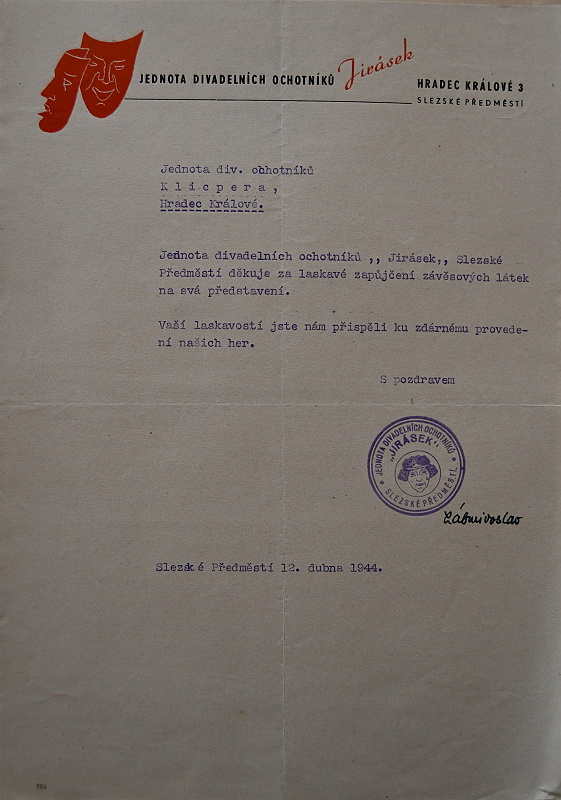 JEDNOTA DIVADELNÍCH OCHOTNÍKŮ Jirásek
HRADEC KRÁLOVÉ 3
SLEZSKÉ PŘEDMĚSTÍ
Jednota div. ochotníků
K l i c p e r a ,
Hradec Králové.
Jednota divadelních ochotníků ,, Jirásek,, Slezské
Předměstí děkuje za laskavé zapůjčení závěsových látek
na svá představení.
Vaší laskavostí jste nám přispěli ku zdárnému provede-
ní našich her.
S pozdravem
JEDNOTA DIVADELNÍCH OCHOTNÍKŮ
„JIRÁSEK“
SLEZSKÉ PŘEDMĚSTÍ
Slezské Předměstí 12. dubna 1944.